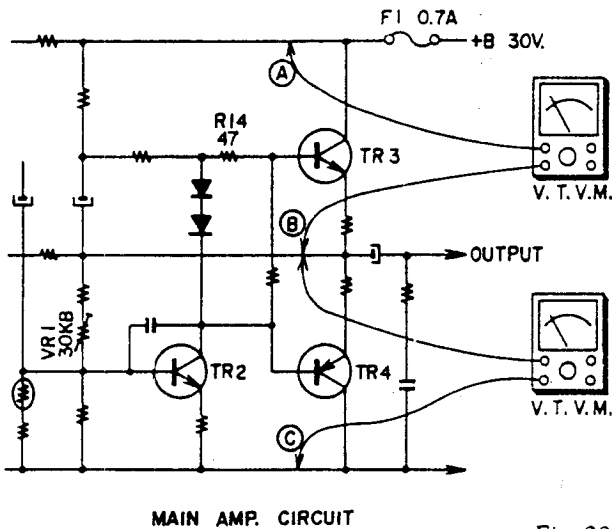 F1 0.7A
+B 30V.
A
R14
47
TR3
V.T.V.M.
B
OUTPUT
VR1
30KB
TR2
TR4
V.T.V.M.
C
MAIN AMP. CIRCUIT